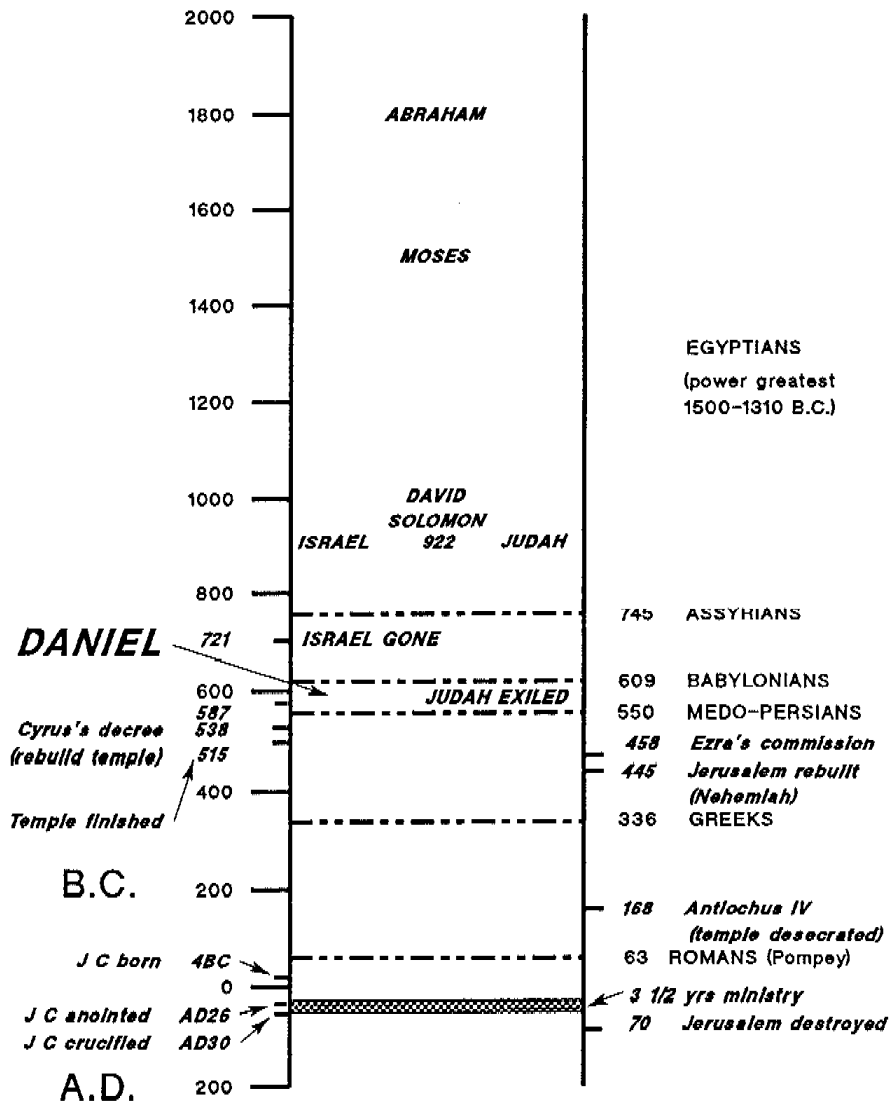 2000
1800 ABRAHAM
1600
MOSES
1400
EGYPTIANS
(power greatest
1500-1310 B.C.)
1200
1000 DAVID
SOLOMON
ISRAEL 922 JUDAH
800
745 ASSYRIANS
DANIEL 721 ISRAEL GONE
609 BABYLONIANS
600 JUDAH EXILED
587 550 MEDO-PERSIANS
Cyrus's decree 538
458 Ezra's commission
(rebuild temple) 515
445 Jerusalem rebuilt
(Nehemiah)
400
Temple finished 336 GREEKS
B.C. 200
168 Antiochus IV
(temple desecrated)
J C born 4BC 63 ROMANS (Pompey)
0
3 1/2 yrs ministry
J C anointed AD26
70 Jerusalem destroyed
J C crucified AD30
A.D. 200